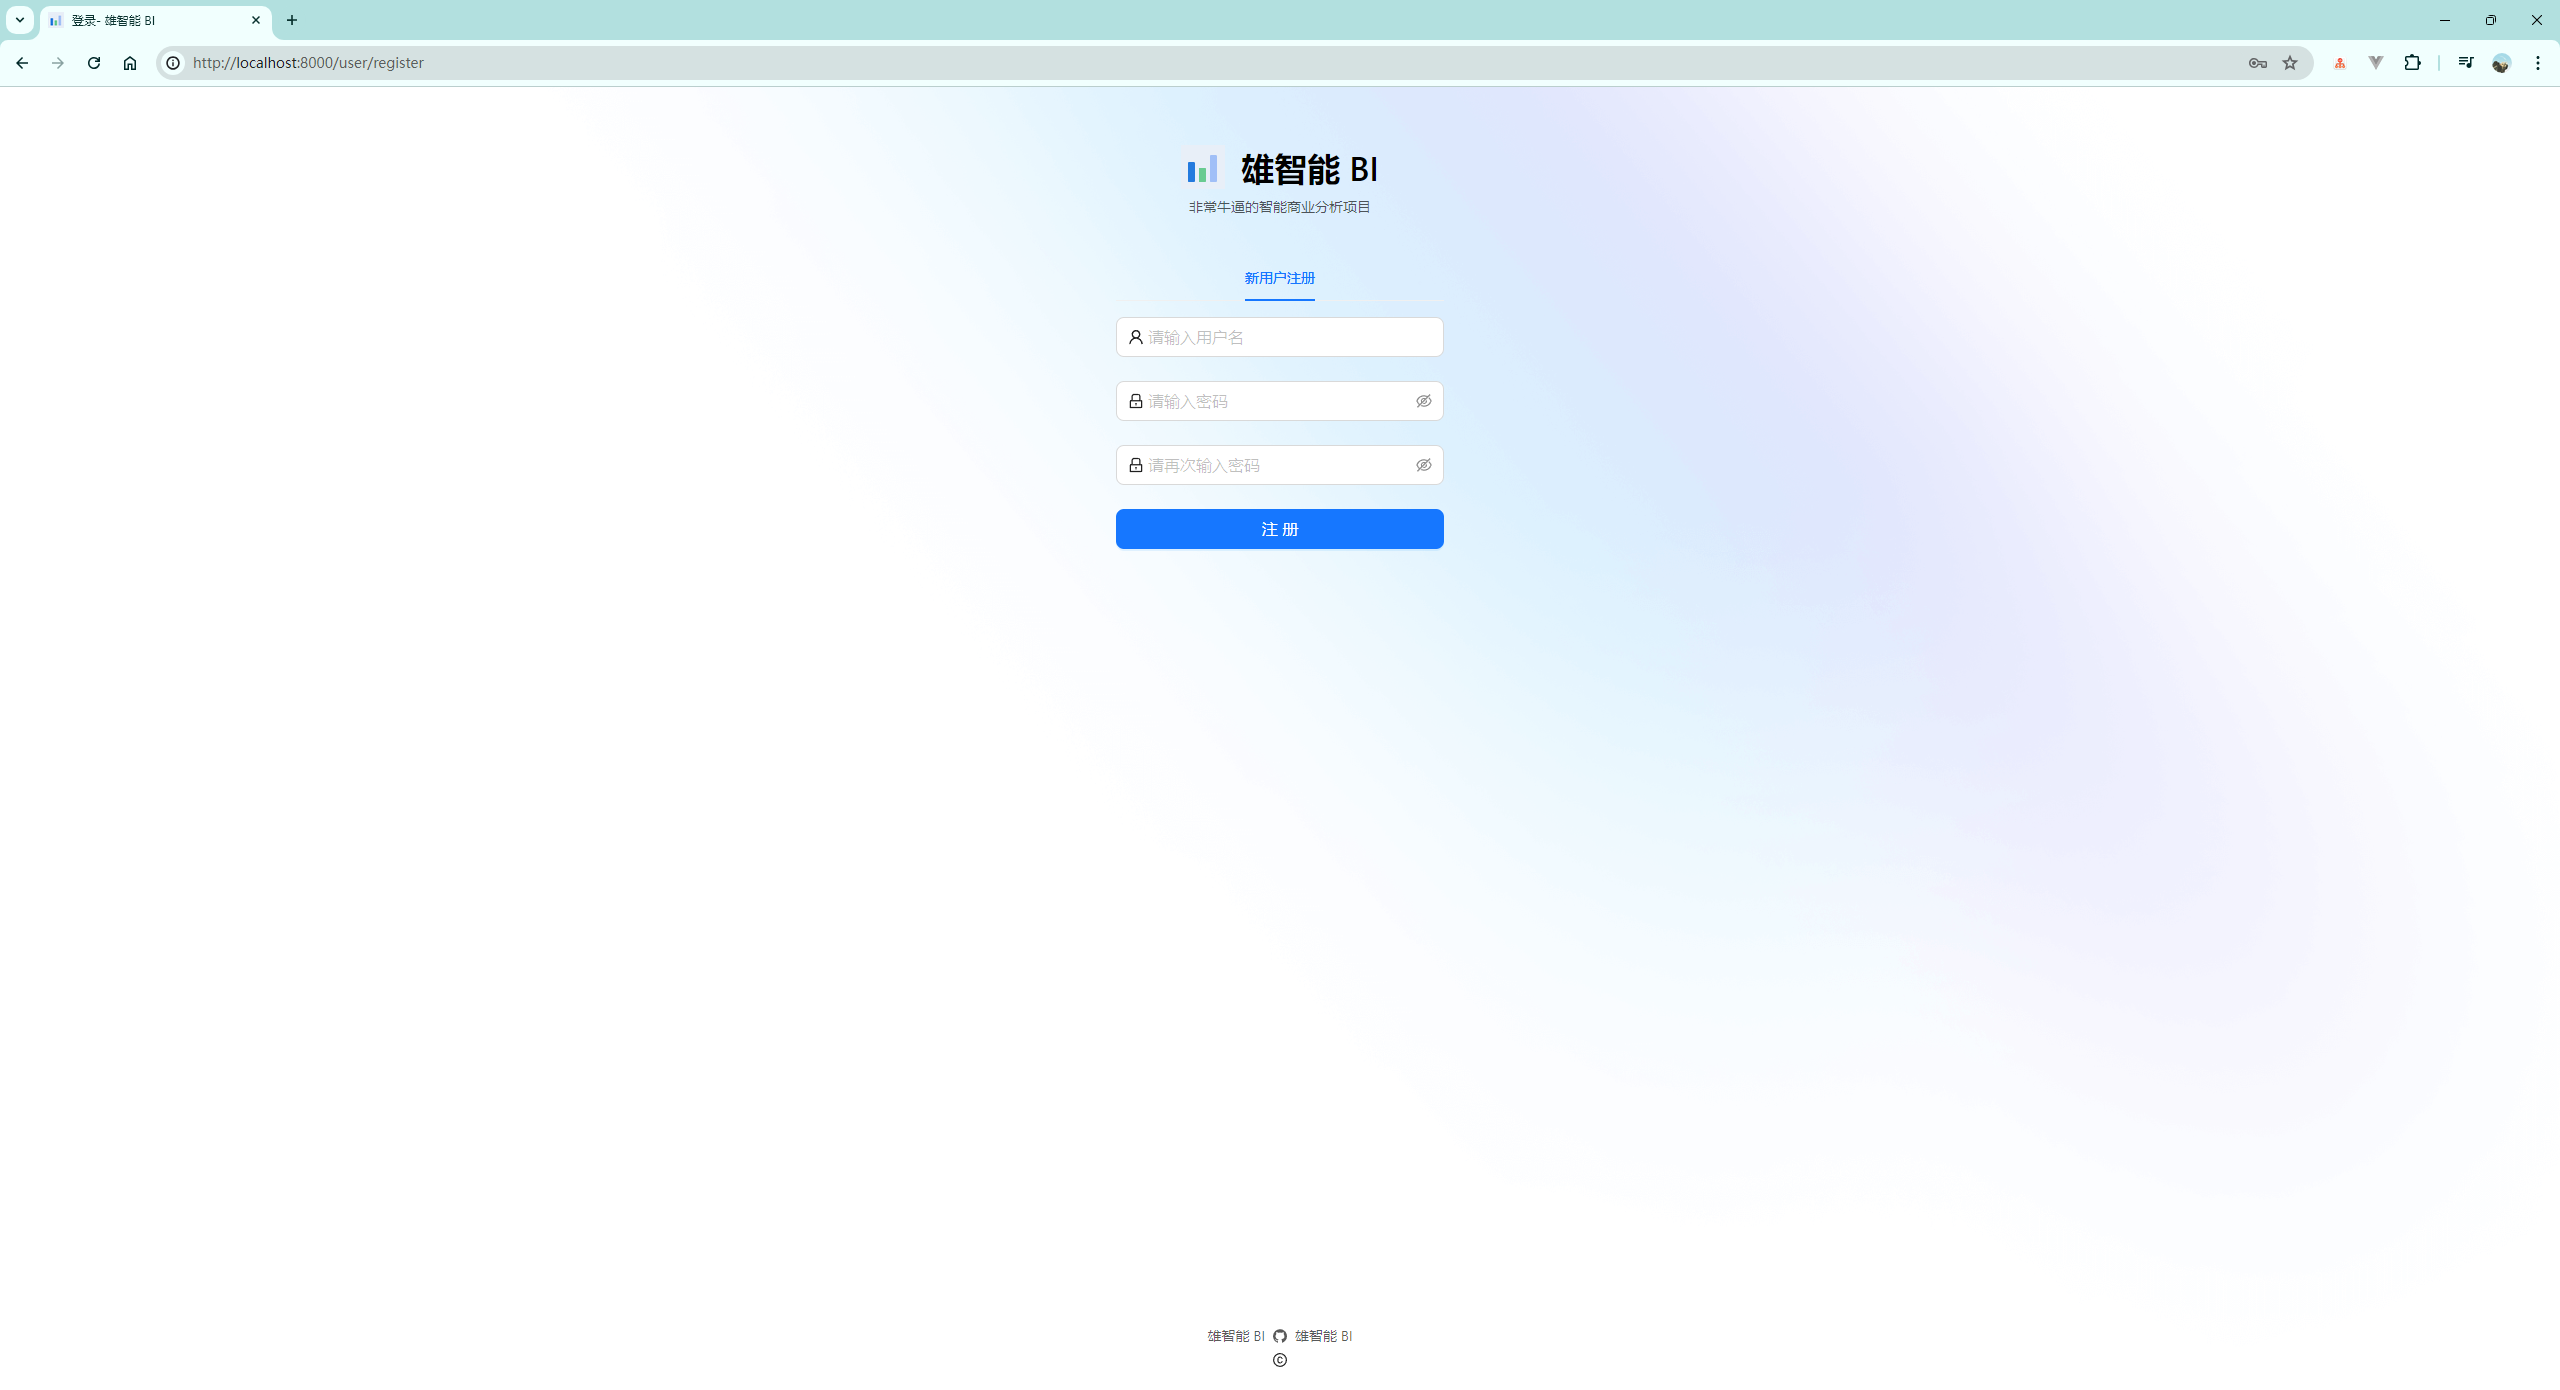 登录- 雄智能 BI
http://localhost:8000/user/register
雄智能 BI
非常牛逼的智能商业分析项目
新用户注册
请输入用户名
请输入密码
请再次输入密码
注 册
雄智能 BI 雄智能 BI
©